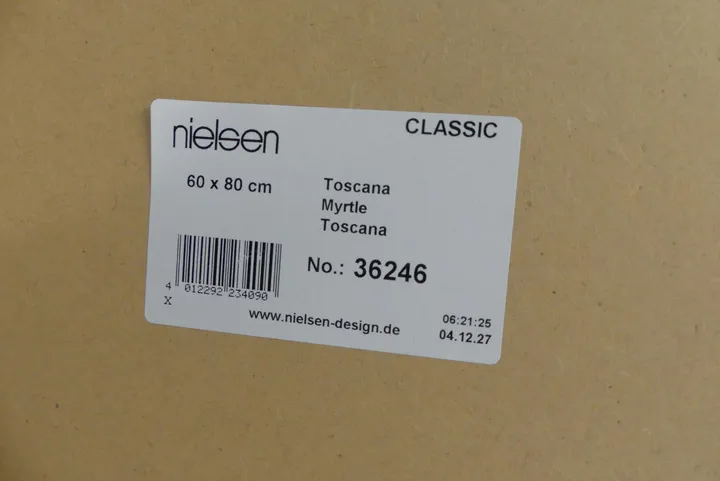 nielsen
CLASSIC
60 x 80 cm
Toscana
Myrtle
Toscana
No.: 36246
4 012292 234090
X
www.nielsen-design.de
06:21:25
04.12.27